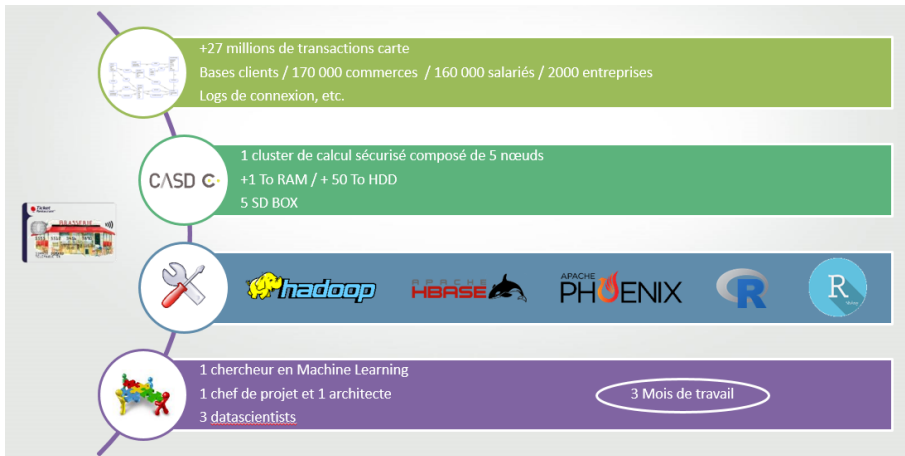 +27 millions de transactions carte
Bases clients / 170 000 commerces / 160 000 salariés / 2000 entreprises
Logs de connexion, etc.
CASD C
1 cluster de calcul sécurisé composé de 5 nœuds
+1 To RAM / + 50 To HDD
5 SD BOX
Ticket
BRASSERIE
hadoop
APACHE
HBASE
APACHE
PHOENIX
R
R
1 chercheur en Machine Learning
1 chef de projet et 1 architecte
3 Mois de travail
3 datascientists